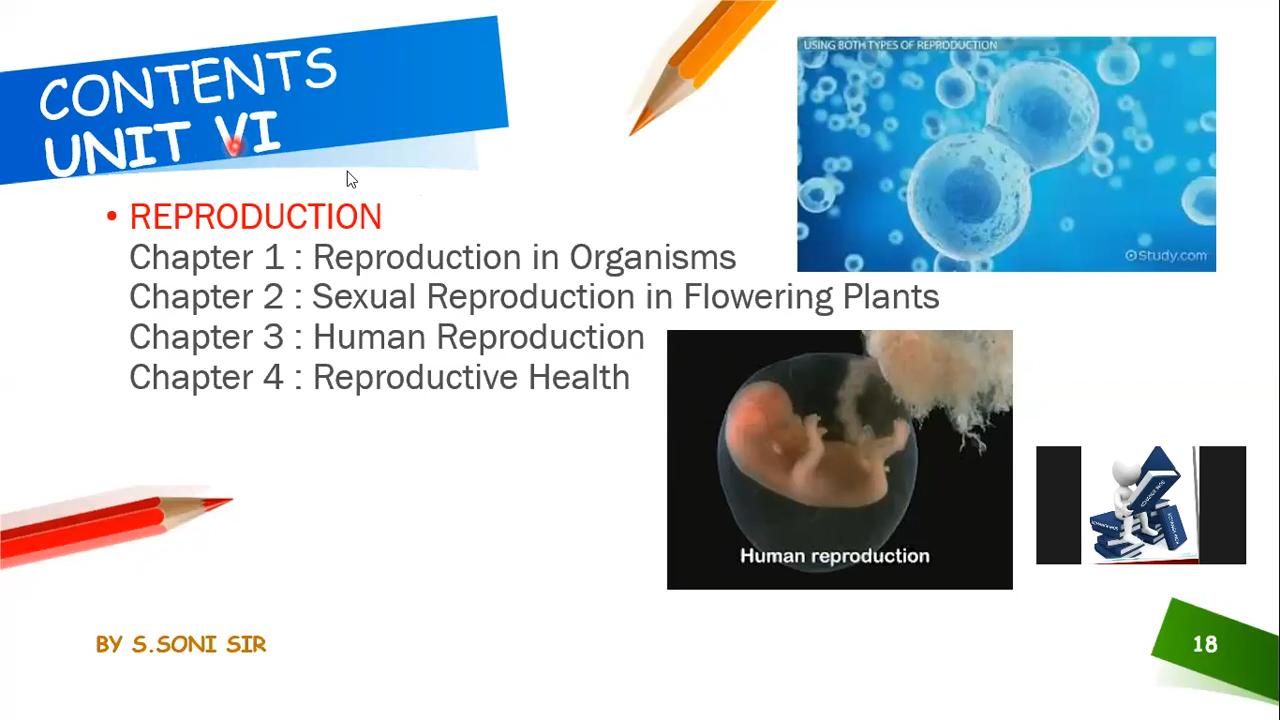 CONTENTS
UNIT VI
USING BOTH TYPES OF REPRODUCTION
Study.com
• REPRODUCTION
Chapter 1 : Reproduction in Organisms
Chapter 2 : Sexual Reproduction in Flowering Plants
Chapter 3 : Human Reproduction
Chapter 4 : Reproductive Health
Human reproduction
BY S.SONI SIR
18